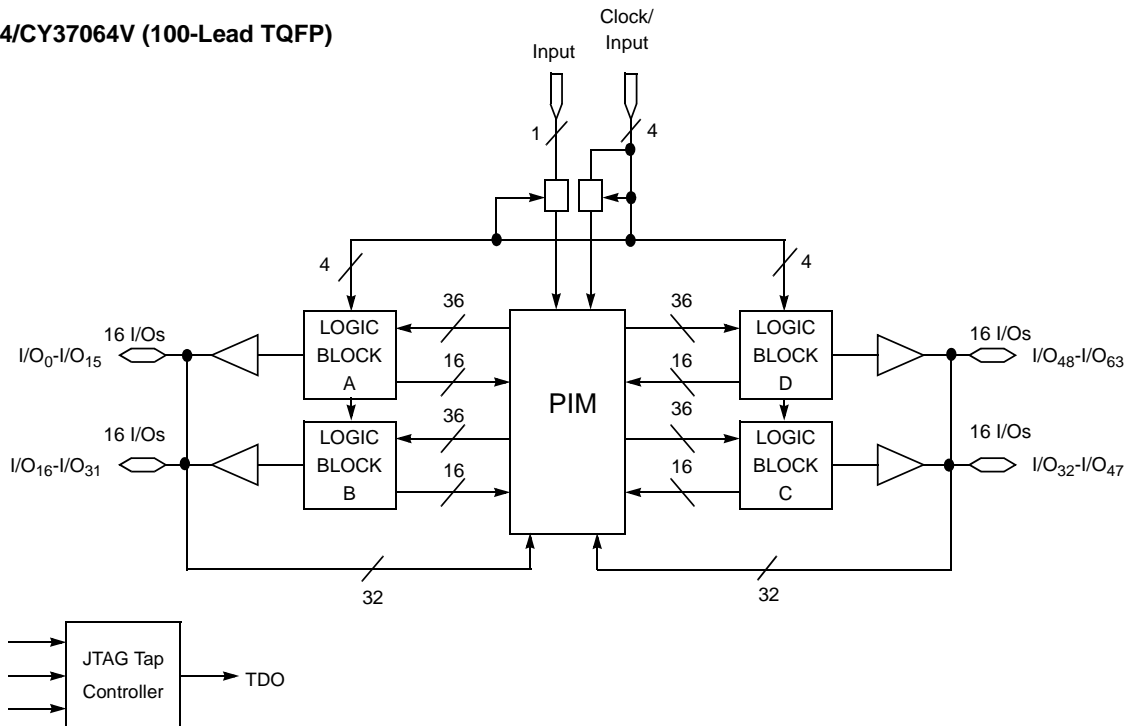 4/CY37064V (100-Lead TQFP)
Clock/
Input
Input
1
4
4
4
36
36
LOGIC
BLOCK
A
LOGIC
BLOCK
D
16 I/Os
16 I/Os
I/O0-I/O15
I/O48-I/O63
16
16
PIM
36
36
LOGIC
BLOCK
B
LOGIC
BLOCK
C
16 I/Os
16 I/Os
I/O16-I/O31
I/O32-I/O47
16
16
32
32
JTAG Tap
Controller
TDO